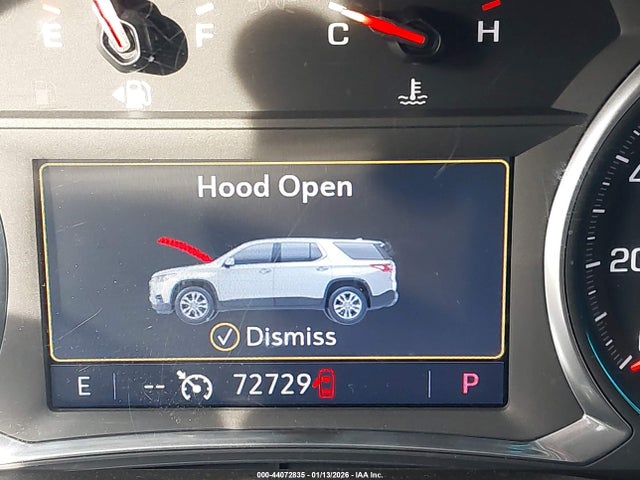 E F C H
Hood Open
Dismiss
E -- 72729 P
20
000-44072835 - 01/13/2026 - IAA Inc.